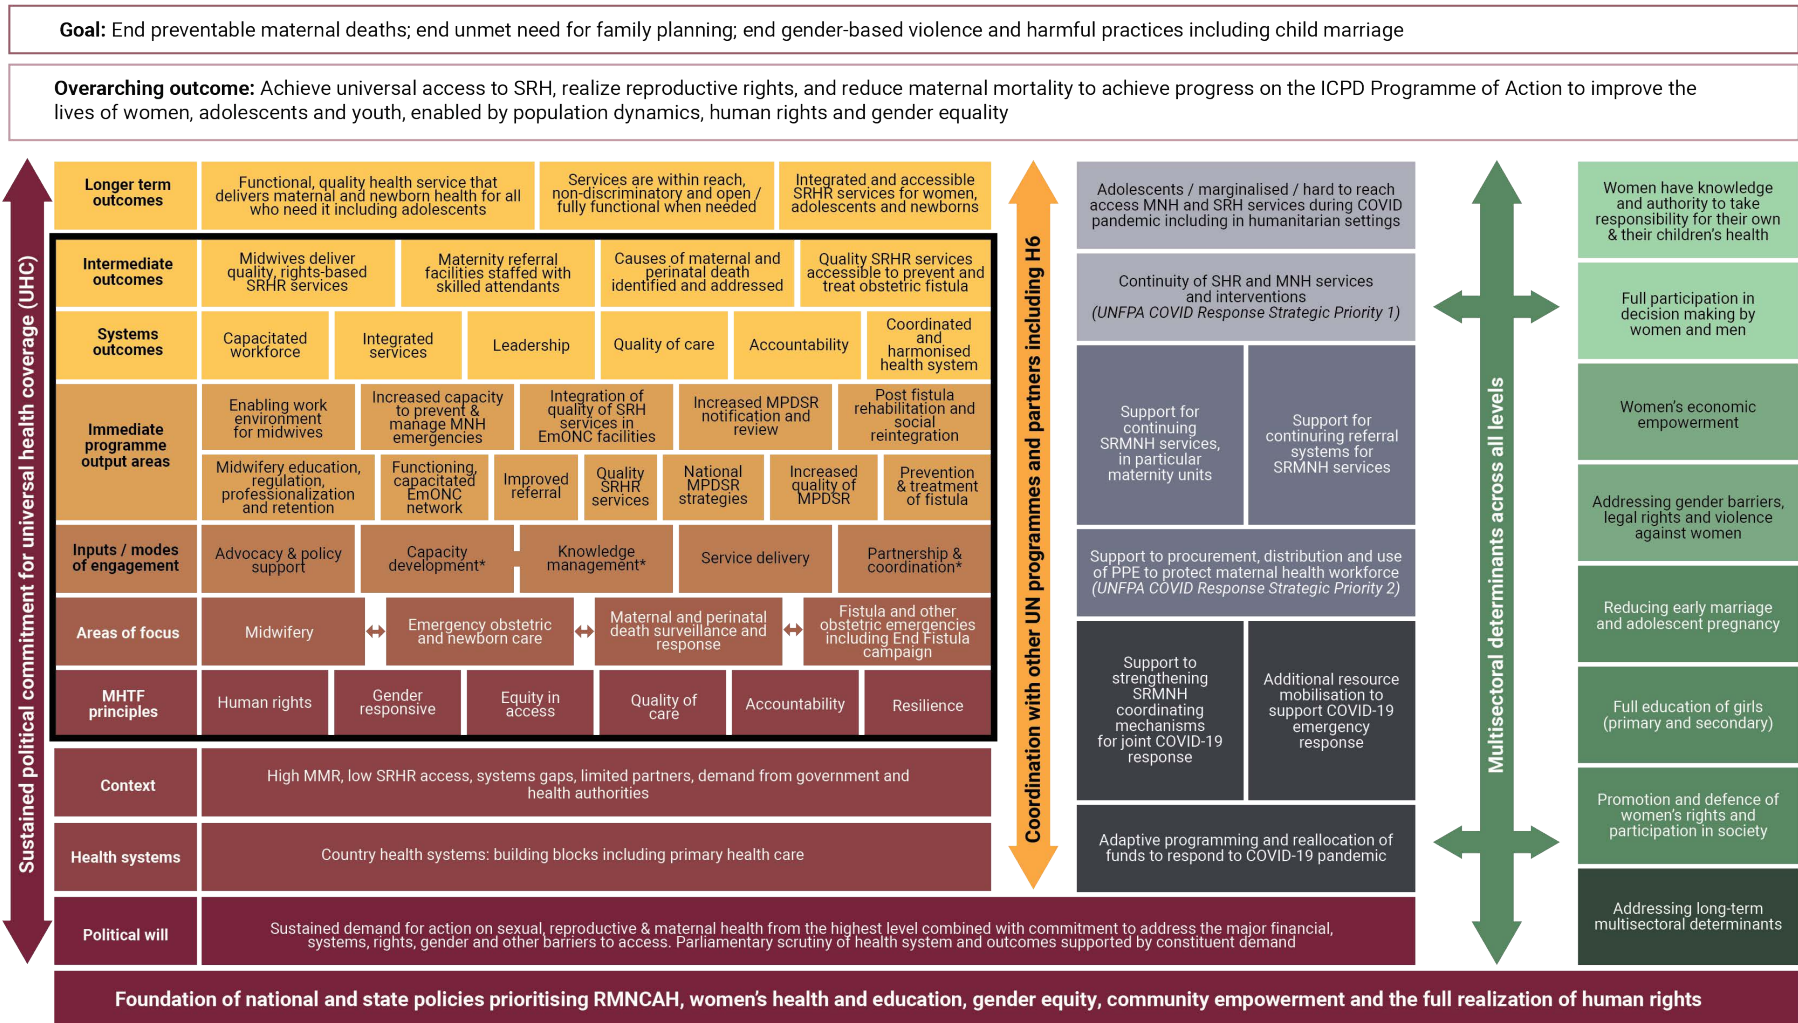 Goal: End preventable maternal deaths; end unmet need for family planning; end gender-based violence and harmful practices including child marriage
Overarching outcome: Achieve universal access to SRH, realize reproductive rights, and reduce maternal mortality to achieve progress on the ICPD Programme of Action to improve the
lives of women, adolescents and youth, enabled by population dynamics, human rights and gender equality
Sustained political commitment for universal health coverage (UHC)
Longer term
outcomes
Functional, quality health service that
delivers maternal and newborn health for all
who need it including adolescents
Services are within reach,
non-discriminatory and open /
fully functional when needed
Integrated and accessible
SRHR services for women,
adolescents and newborns
Intermediate
outcomes
Midwives deliver
quality, rights-based
SRHR services
Maternity referral
facilities staffed with
skilled attendants
Causes of maternal and
perinatal death
identified and addressed
Quality SRHR services
accessible to prevent and
treat obstetric fistula
Systems
outcomes
Capacitated
workforce
Integrated
services
Leadership
Quality of care
Accountability
Coordinated
and
harmonised
health system
Immediate
programme
output areas
Enabling work
environment
for midwives
Increased capacity
to prevent &
manage MNH
emergencies
Integration of
quality of SRH
services in
EmONC facilities
Increased MPDSR
notification and
review
Post fistula
rehabilitation and
social
reintegration
Midwifery education,
regulation,
professionalization
and retention
Functioning,
capacitated
EmONC
network
Improved
referral
Quality
SRHR
services
National
MPDSR
strategies
Increased
quality of
MPDSR
Prevention
& treatment
of fistula
Inputs / modes
of engagement
Advocacy & policy
support
Capacity
development*
Knowledge
management*
Service delivery
Partnership &
coordination*
Areas of focus
Midwifery
Emergency obstetric
and newborn care
Maternal and perinatal
death surveillance and
response
Fistula and other
obstetric emergencies
including End Fistula
campaign
MHTF
principles
Human rights
Gender
responsive
Equity in
access
Quality of
care
Accountability
Resilience
Context
High MMR, low SRHR access, systems gaps, limited partners, demand from government and
health authorities
Health systems
Country health systems: building blocks including primary health care
Political will
Sustained demand for action on sexual, reproductive & maternal health from the highest level combined with commitment to address the major financial,
systems, rights, gender and other barriers to access. Parliamentary scrutiny of health system and outcomes supported by constituent demand
Coordination with other UN programmes and partners including H6
Adolescents / marginalised / hard to reach
access MNH and SRH services during COVID
pandemic including in humanitarian settings
Continuity of SHR and MNH services
and interventions
(UNFPA COVID Response Strategic Priority 1)
Support for
continuing
SRMNH services,
in particular
maternity units
Support for
continuring referral
systems for
SRMNH services
Support to procurement, distribution and use
of PPE to protect maternal health workforce
(UNFPA COVID Response Strategic Priority 2)
Support to
strengthening
SRMNH
coordinating
mechanisms
for joint COVID-19
response
Additional resource
mobilisation to
support COVID-19
emergency
response
Adaptive programming and reallocation of
funds to respond to COVID-19 pandemic
Multisectoral determinants across all levels
Women have knowledge
and authority to take
responsibility for their own
& their children's health
Full participation in
decision making by
women and men
Women's economic
empowerment
Addressing gender barriers,
legal rights and violence
against women
Reducing early marriage
and adolescent pregnancy
Full education of girls
(primary and secondary)
Promotion and defence of
women's rights and
participation in society
Addressing long-term
multisectoral determinants
Foundation of national and state policies prioritising RMNCAH, women's health and education, gender equity, community empowerment and the full realization of human rights